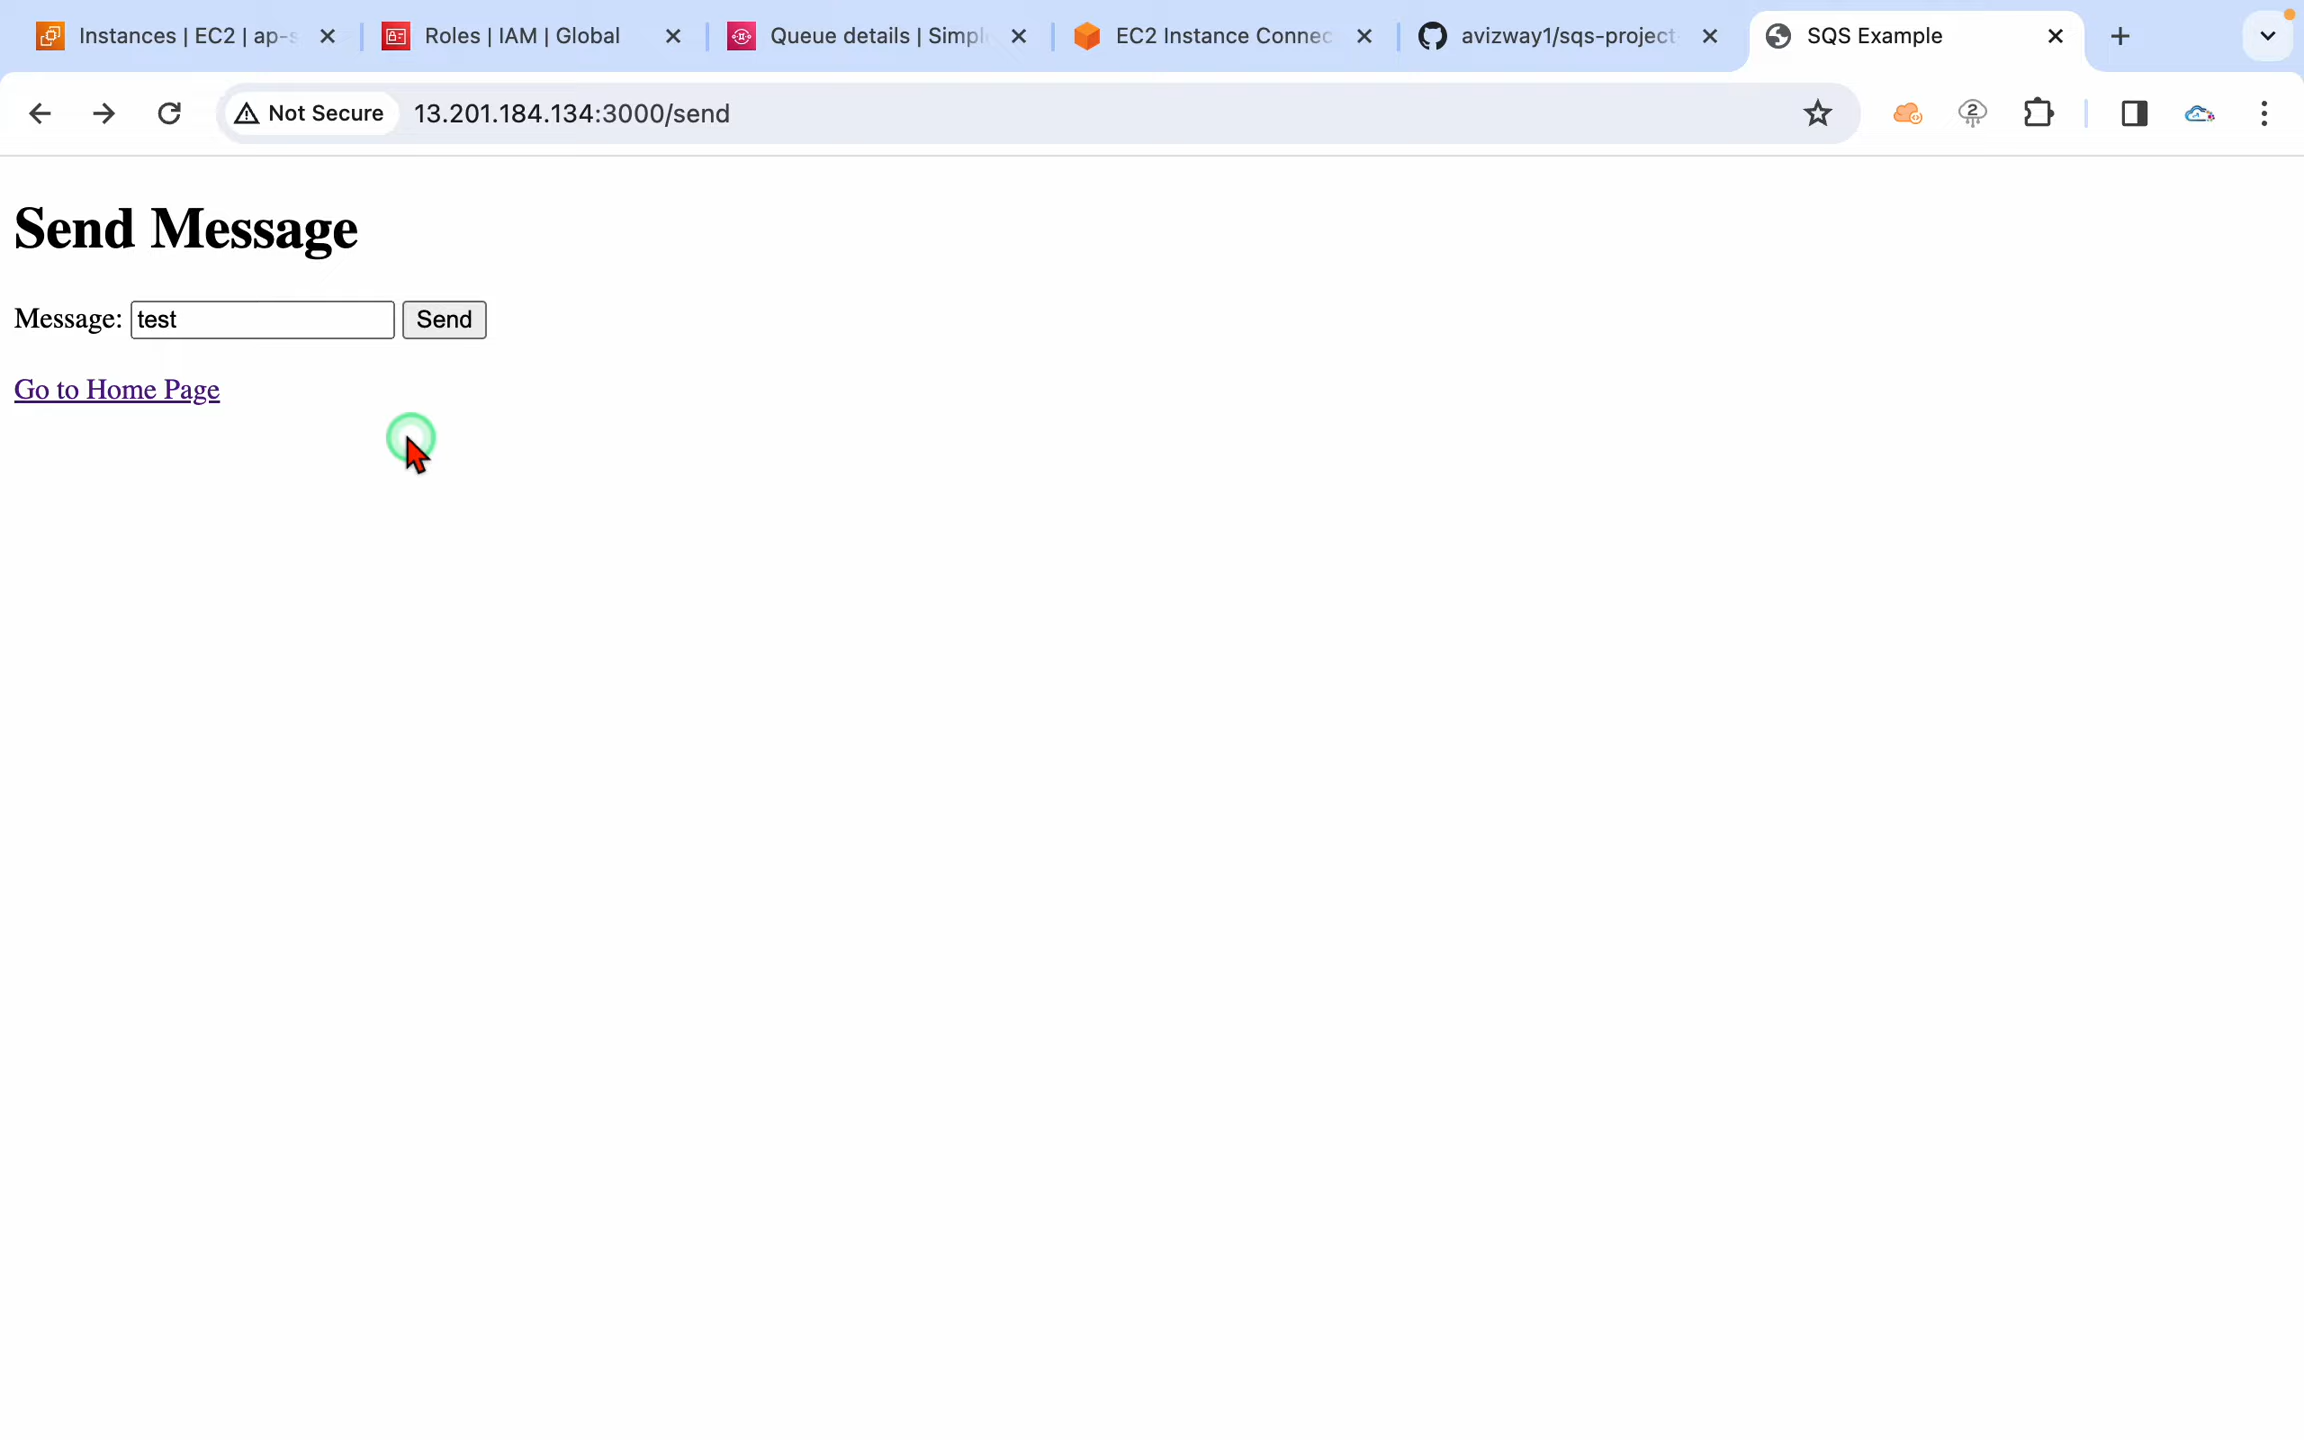 Instances | EC2 | ap-s
Roles | IAM | Global
Queue details | Simpl
EC2 Instance Connec
avizway1/sqs-project-
SQS Example
Not Secure
13.201.184.134:3000/send
2
Send Message
Message: test Send
Go to Home Page